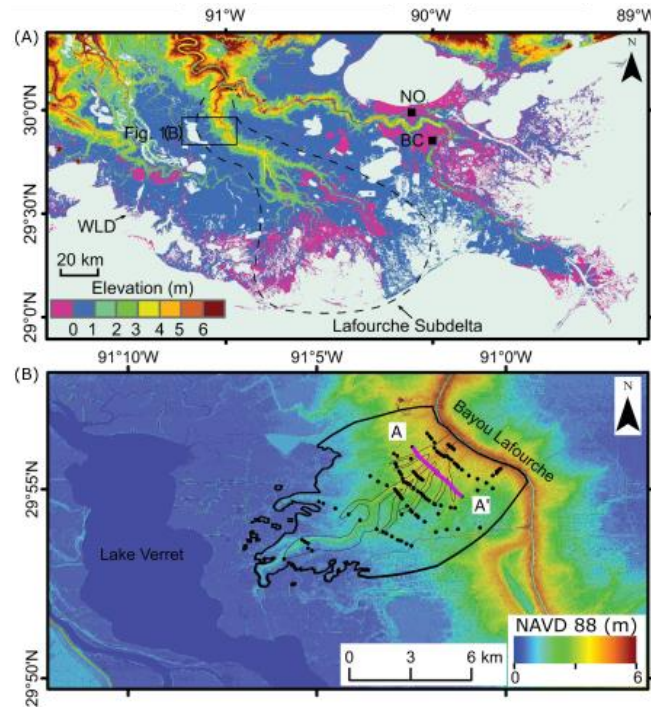 (A)
91°W
90°W
89°W
N
30°0'N
29°30'N
29°0'N
NO
BC
Fig. 1(B)
WLD
20 km
Elevation (m)
0 1 2 3 4 5 6
Lafourche Subdelta
91°10'W
91°5'W
91°0'W
(B)
N
29°55'N
29°50'N
A
Bayou Lafourche
A'
Lake Verret
NAVD 88 (m)
0 6
0 3 6
km